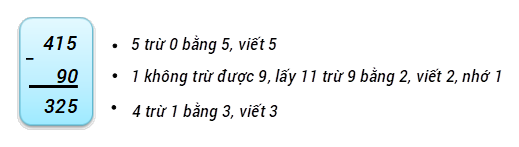 415
–
90
325
• 5 trừ 0 bằng 5, viết 5
• 1 không trừ được 9, lấy 11 trừ 9 bằng 2, viết 2, nhớ 1
• 4 trừ 1 bằng 3, viết 3